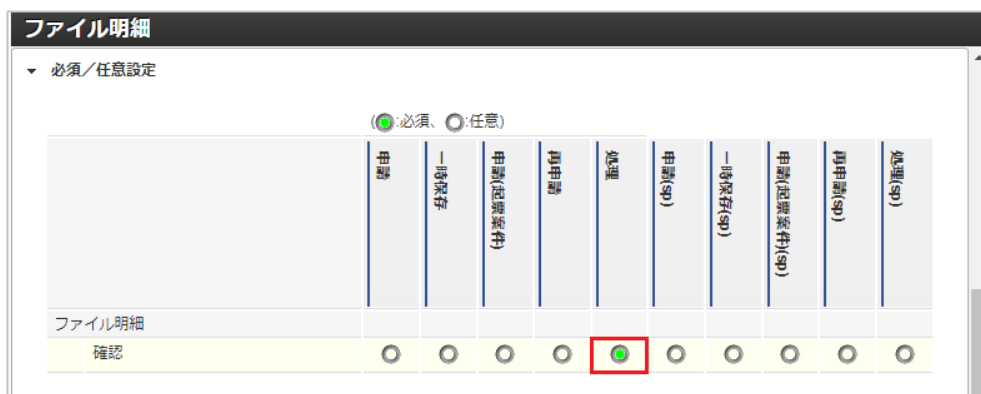 ファイル明細
必須／任意設定
(:必須、:任意)
申請
一時保存
申請(起票案件)
再申請
処理
申請(sp)
一時保存(sp)
申請(起票案件)(sp)
再申請(sp)
処理(sp)
ファイル明細
確認